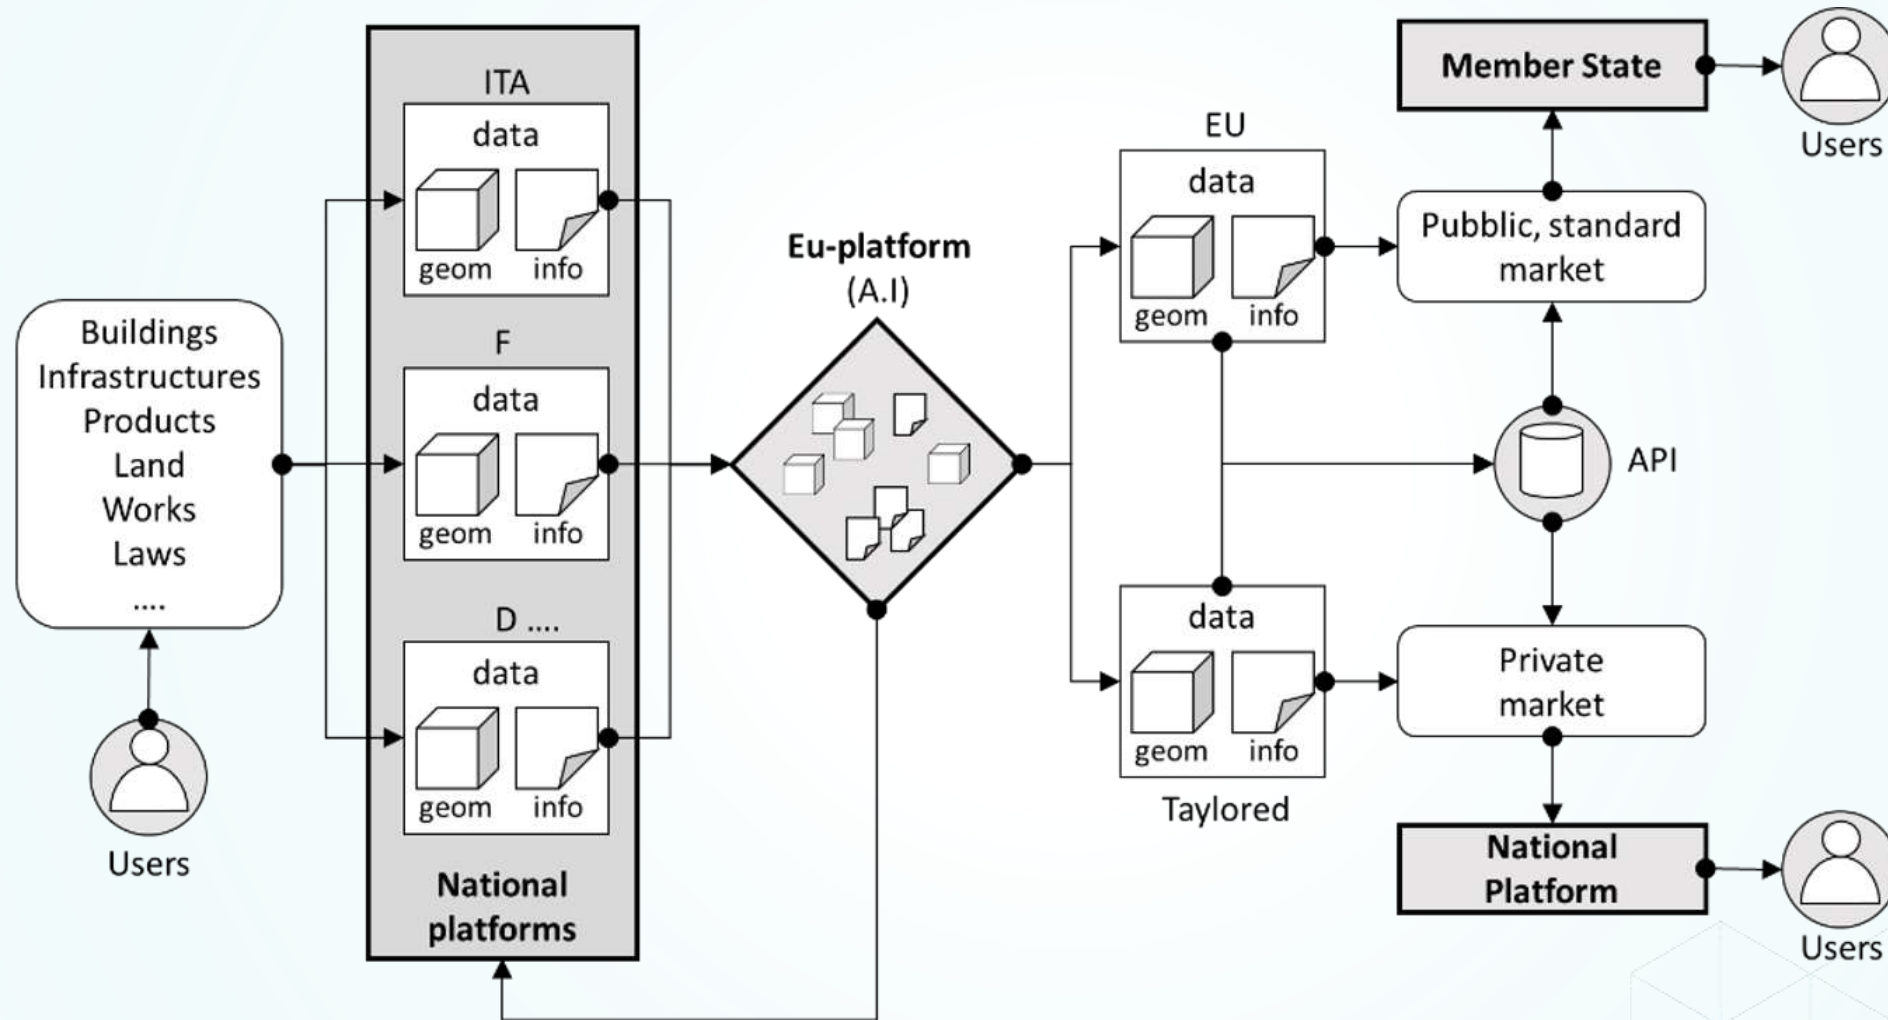 Buildings
Infrastructures
Products
Land
Works
Laws
....
Users
ITA
data
geom info
F
data
geom info
D ....
data
geom info
National
platforms
Eu-platform
(A.I)
EU
data
geom info
data
geom info
Taylored
Member State
Users
Pubblic, standard
market
API
Private
market
National
Platform
Users